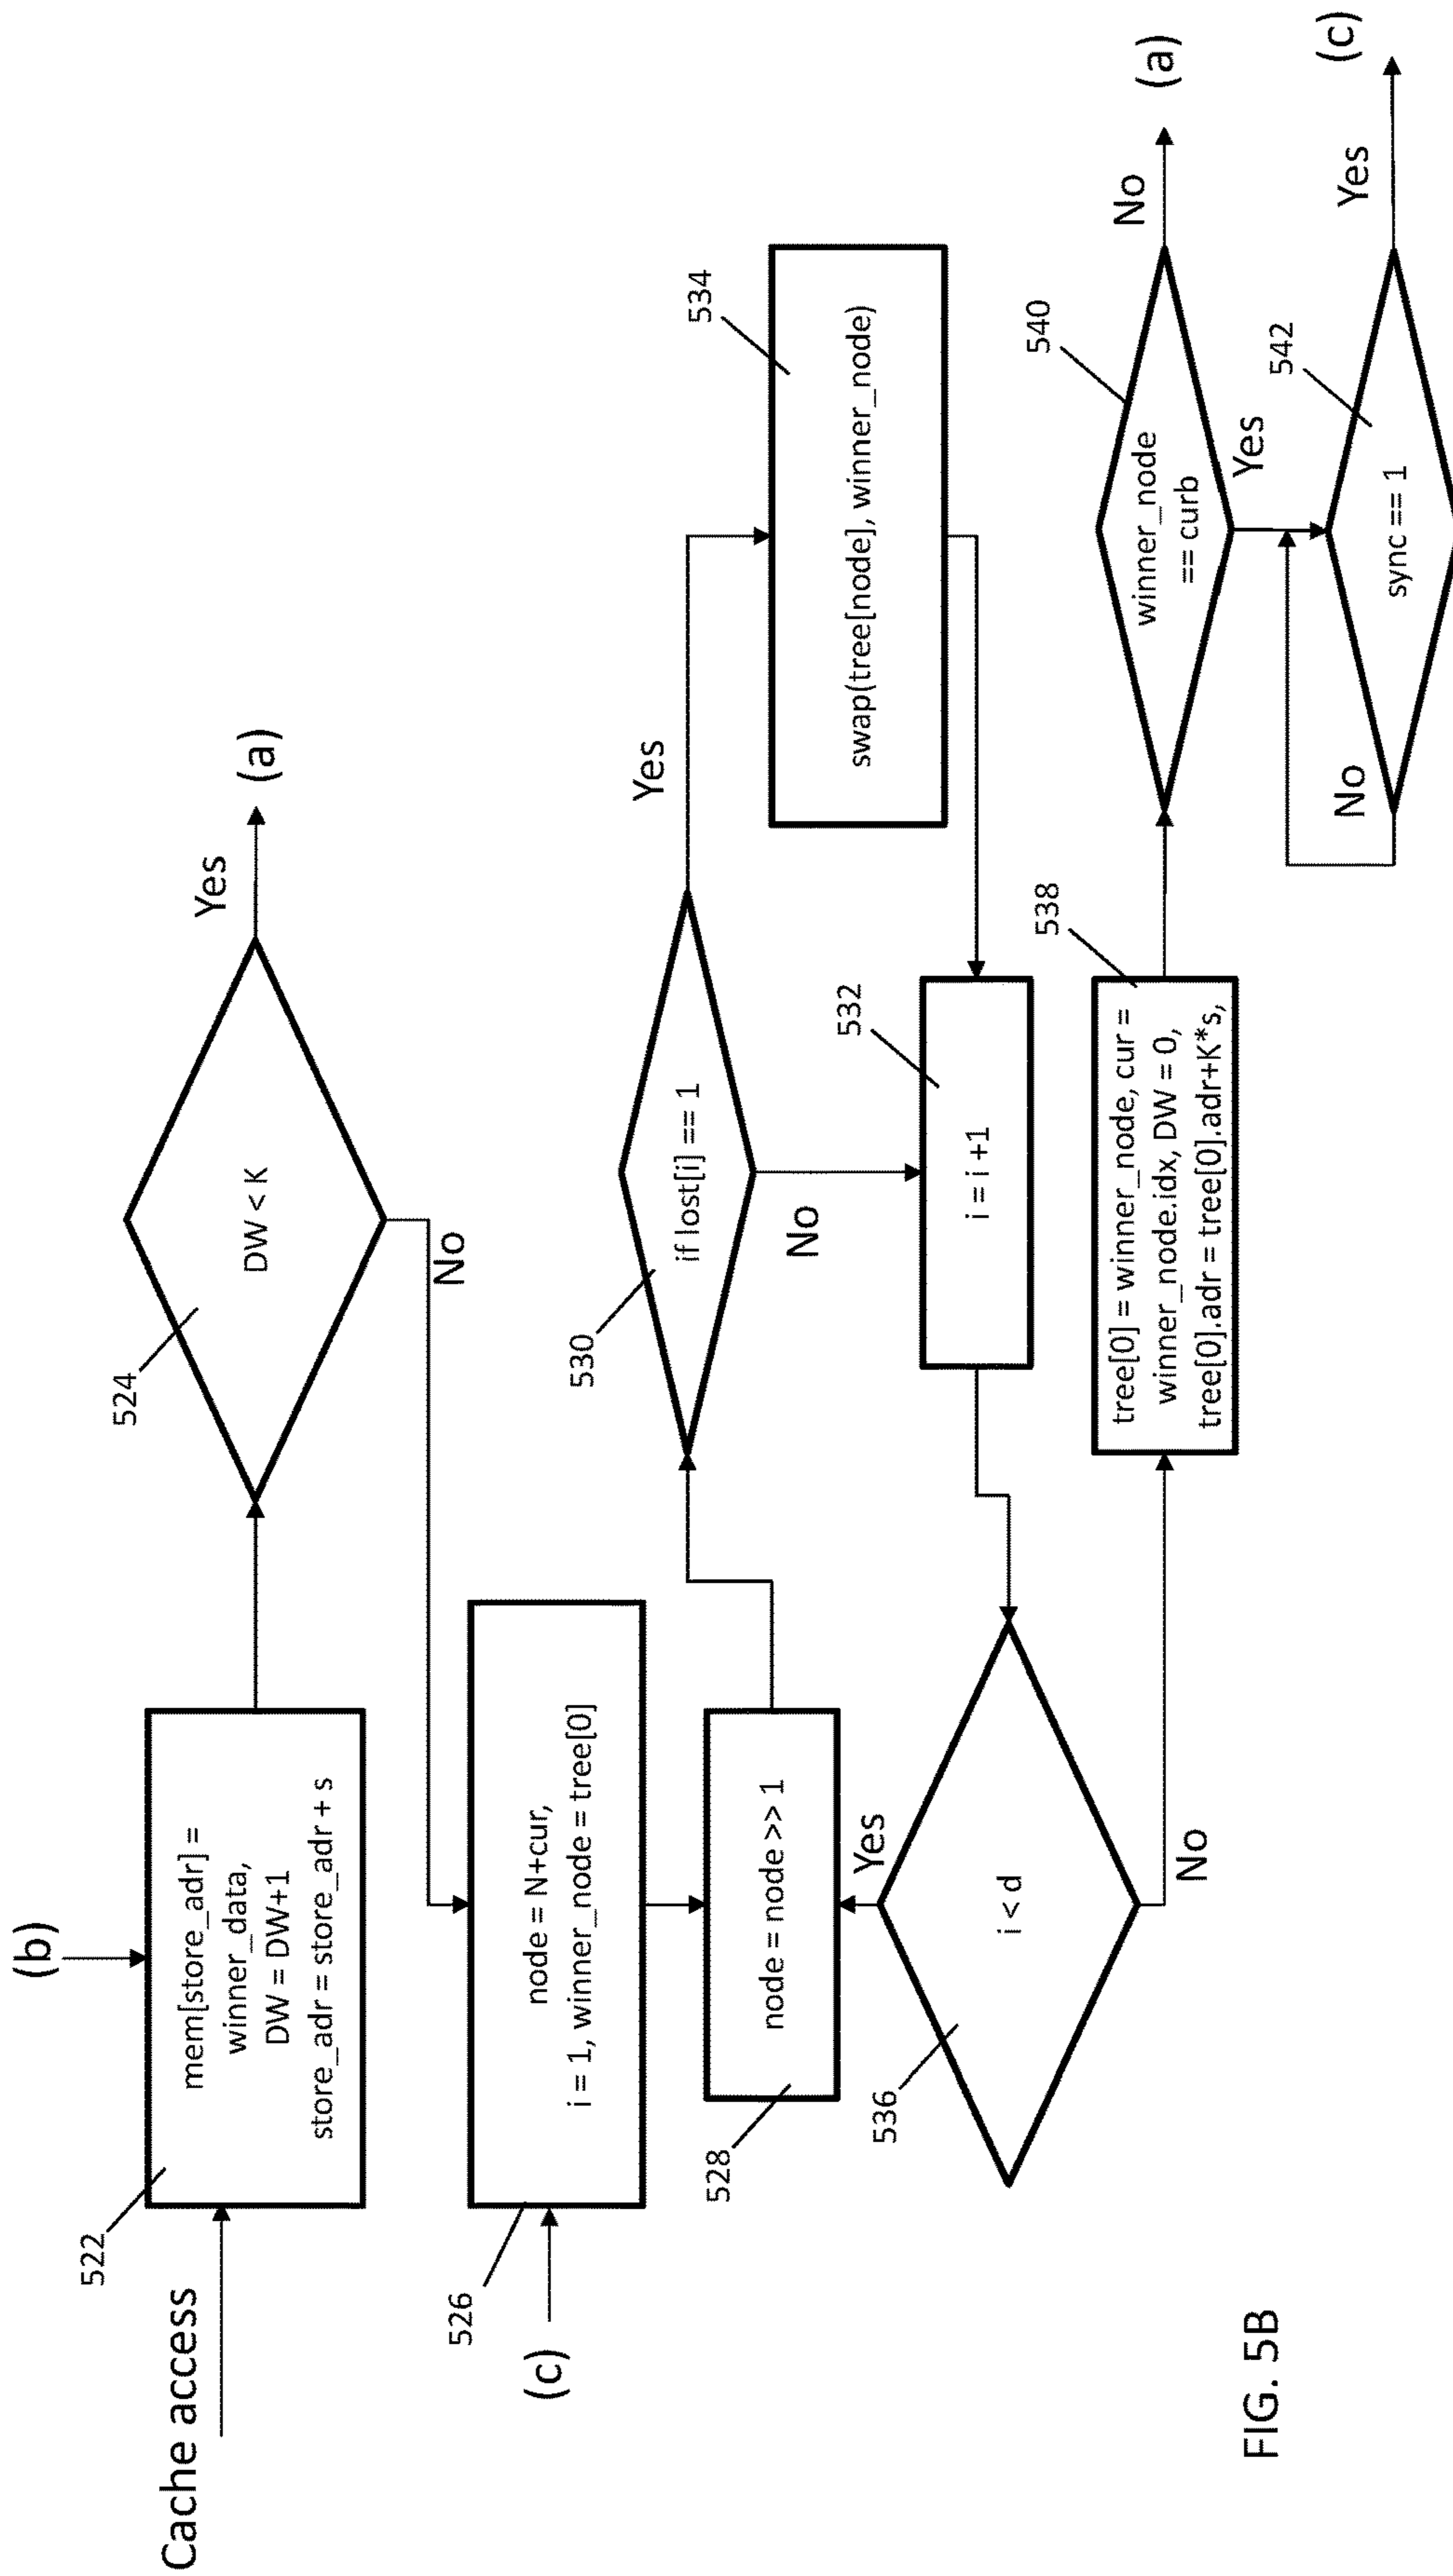 (b)
Cache access
522
mem[store_adr] =
winner_data,
DW = DW+1
store_adr = store_adr + s
524
DW < K
Yes
(a)
No
(c)
526
node = N+cur,
i = 1, winner_node = tree[0]
528
node = node >> 1
530
if lost[i] == 1
Yes
No
534
swap(tree[node], winner_node)
532
i = i +1
536
i < d
Yes
No
538
tree[0] = winner_node, cur =
winner_node.idx, DW = 0,
tree[0].adr = tree[0].adr+K*s,
540
winner_node
== curb
No
(a)
Yes
542
sync == 1
No
Yes
(c)
FIG. 5B